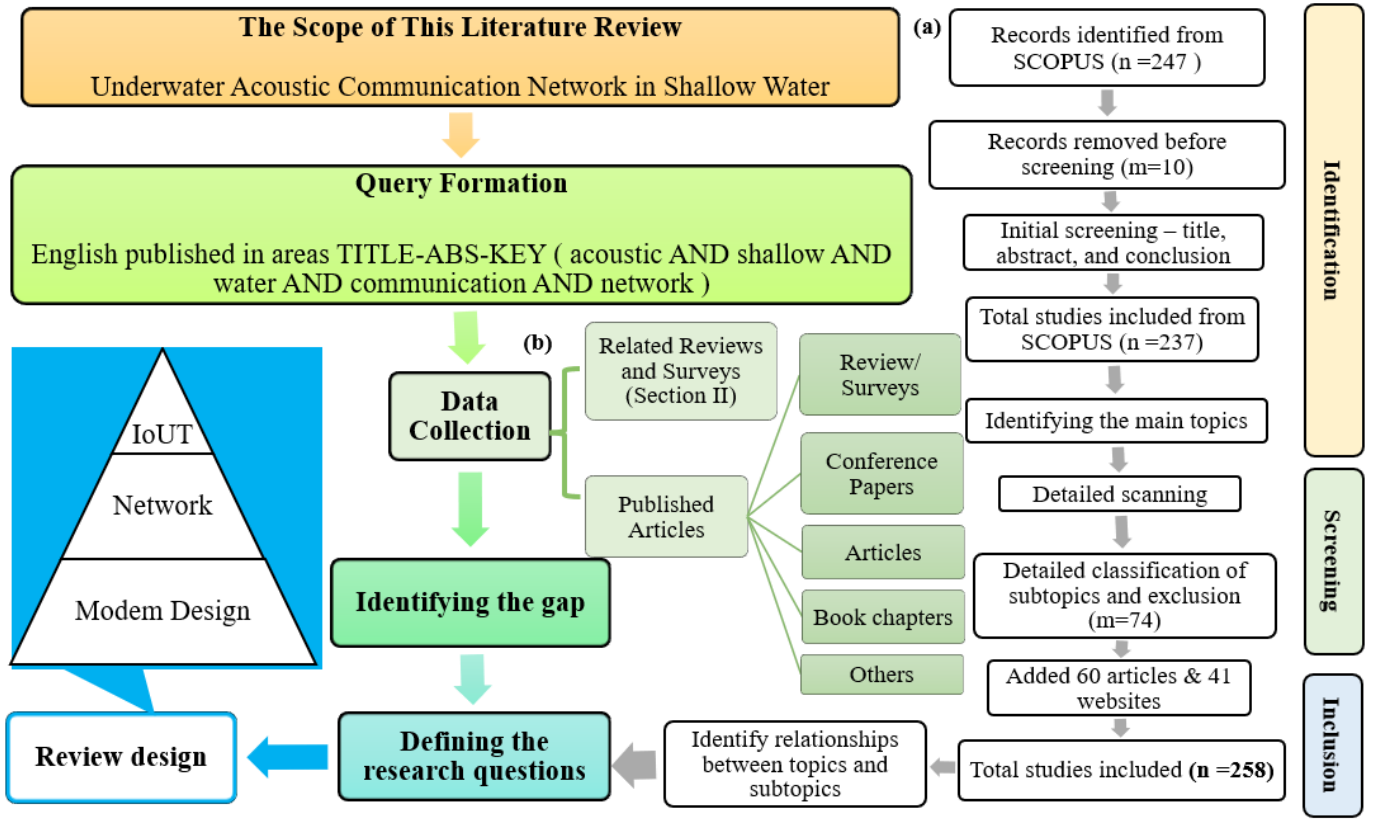 The Scope of This Literature Review
Underwater Acoustic Communication Network in Shallow Water
Query Formation
English published in areas TITLE-ABS-KEY ( acoustic AND shallow AND
water AND communication AND network )
(b)
Data
Collection
Related Reviews
and Surveys
(Section II)
Published
Articles
Review/
Surveys
Conference
Papers
Articles
Book chapters
Others
Identifying the gap
Defining the
research questions
Review design
IoUT
Network
Modem Design
(a)
Records identified from
SCOPUS (n =247 )
Records removed before
screening (m=10)
Initial screening – title,
abstract, and conclusion
Total studies included from
SCOPUS (n =237)
Identifying the main topics
Detailed scanning
Detailed classification of
subtopics and exclusion
(m=74)
Added 60 articles & 41
websites
Total studies included (n =258)
Identify relationships
between topics and
subtopics
Identification
Screening
Inclusion